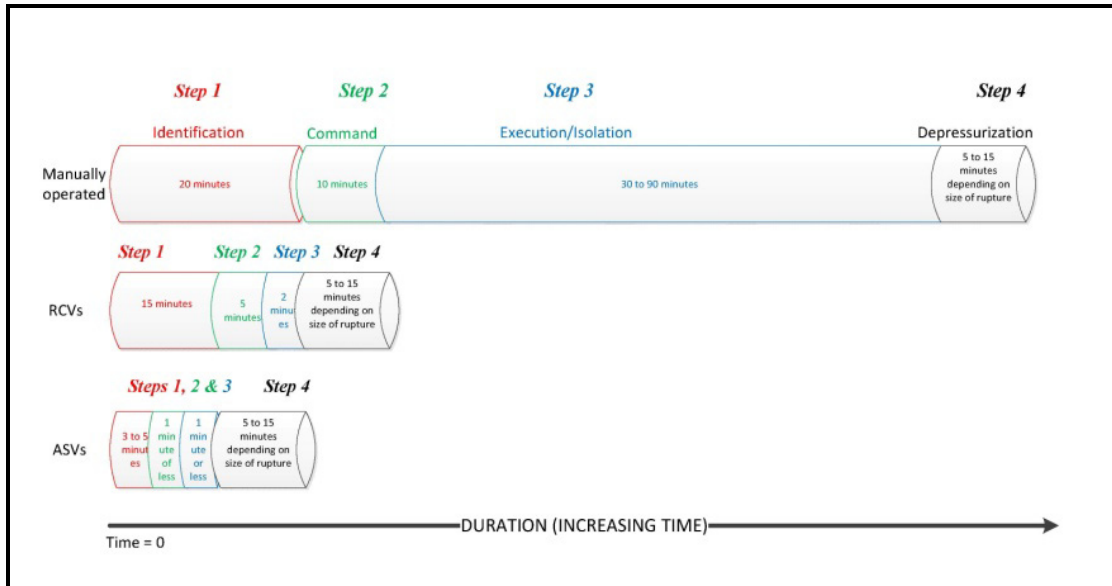 Step 1 Step 2 Step 3 Step 4
Identification Command Execution/Isolation Depressurization
Manually
operated
20 minutes
10 minutes
30 to 90 minutes
5 to 15
minutes
depending on
size of rupture
Step 1 Step 2 Step 3 Step 4
RCVs
15 minutes
5
minutes
2
minut
es
5 to 15
minutes
depending on
size of rupture
Steps 1, 2 & 3 Step 4
ASVs
3 to 5
minut
es
1
min
ute
of
less
1
min
ute
or
less
5 to 15
minutes
depending on
size of rupture
DURATION (INCREASING TIME)
Time = 0